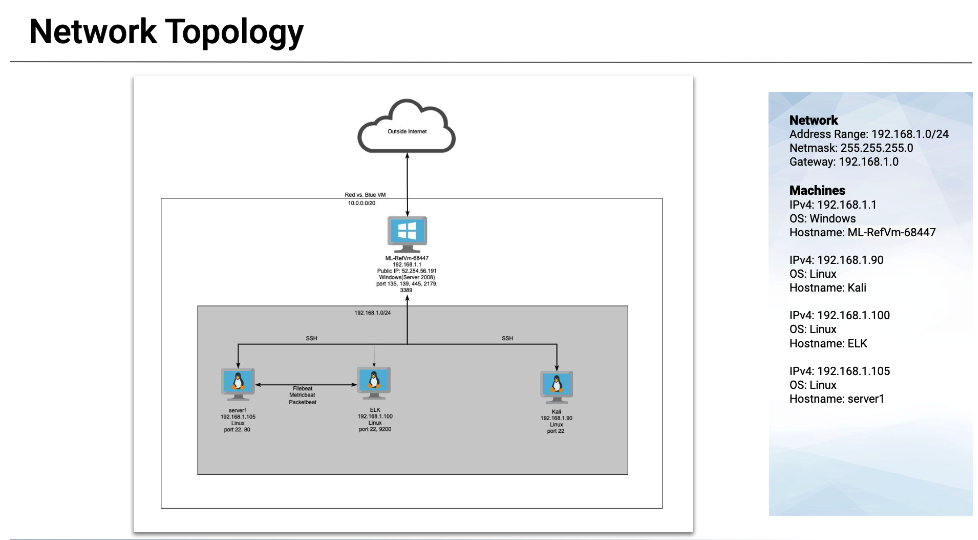 Network Topology
Outside Internet
Red vs. Blue VM
10.0.0.0/20
ML-RefVm-68447
192.168.1.1
Public IP: 52.254.56.191
Windows(Server 2008)
port 135, 139, 445, 2179,
3389
192.168.1.0/24
SSH
SSH
Filebeat
Metricbeat
Packetbeat
server1
192.168.1.105
Linux
port 22, 80
ELK
192.168.1.100
Linux
port 22, 9200
Kali
192.168.1.90
Linux
port 22
Network
Address Range: 192.168.1.0/24
Netmask: 255.255.255.0
Gateway: 192.168.1.0
Machines
IPv4: 192.168.1.1
OS: Windows
Hostname: ML-RefVm-68447
IPv4: 192.168.1.90
OS: Linux
Hostname: Kali
IPv4: 192.168.1.100
OS: Linux
Hostname: ELK
IPv4: 192.168.1.105
OS: Linux
Hostname: server1